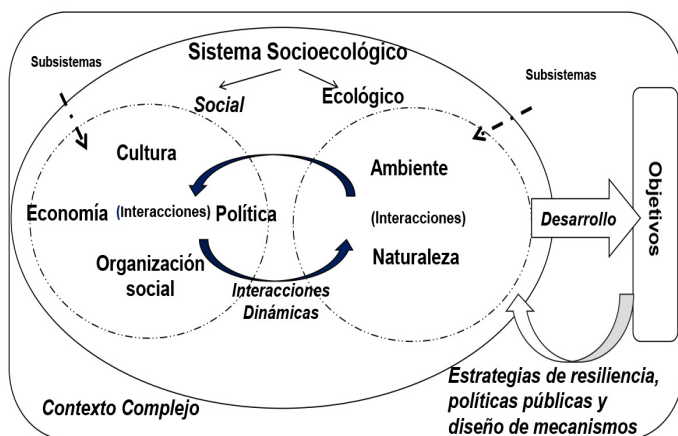 Sistema Socioecológico
Subsistemas
Subsistemas
Social
Ecológico
Cultura
Ambiente
Economía (Interacciones) Política
(Interacciones)
Organización
social
Naturaleza
Interacciones
Dinámicas
Desarrollo
Objetivos
Estrategias de resiliencia,
políticas públicas y
diseño de mecanismos
Contexto Complejo